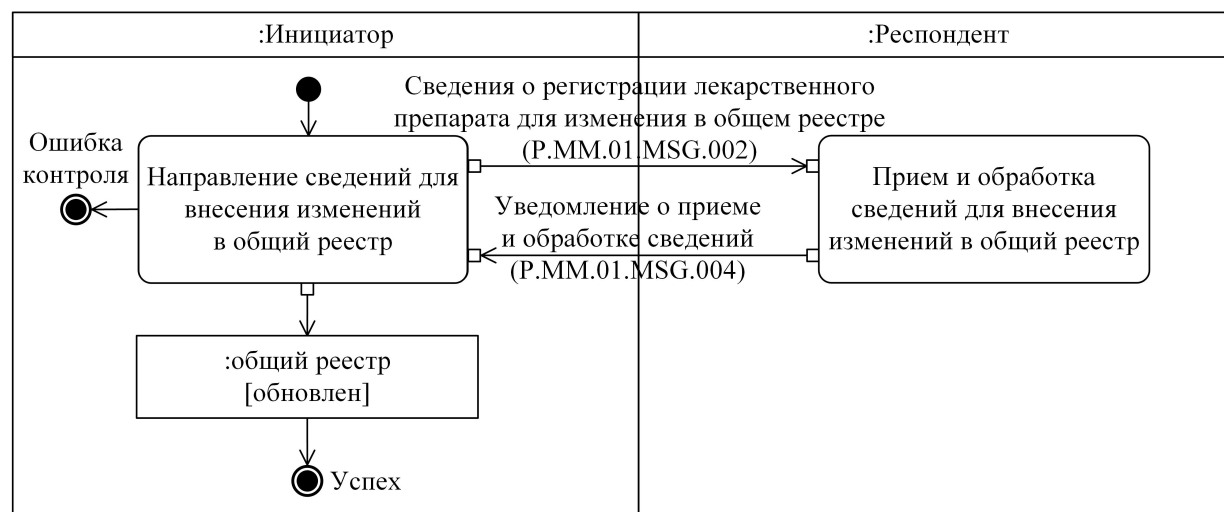 :Инициатор
:Респондент
Сведения о регистрации лекарственного
препарата для изменения в общем реестре
(P.MM.01.MSG.002)
Ошибка
контроля
Направление сведений для
внесения изменений
в общий реестр
Прием и обработка
сведений для внесения
изменений в общий реестр
Уведомление о приеме
и обработке сведений
(P.MM.01.MSG.004)
:общий реестр
[обновлен]
Успех